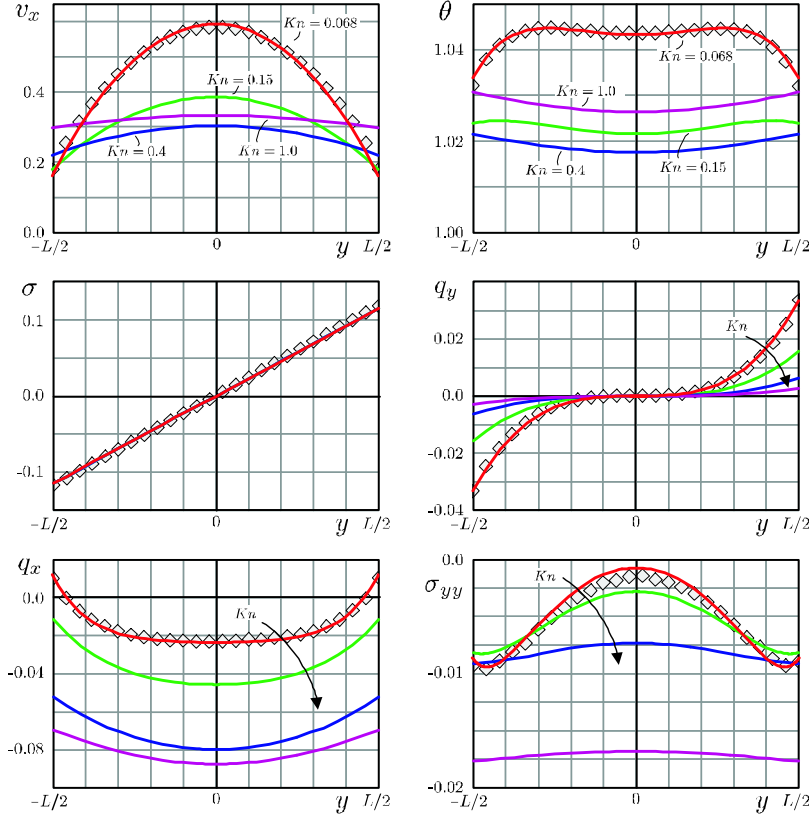 v_x
Kn = 0.068
0.4
Kn = 0.15
0.2
Kn = 0.4
Kn = 1.0
0.0
−L/2
0
y
L/2
θ
1.04
Kn = 0.068
Kn = 1.0
1.02
Kn = 0.4
Kn = 0.15
1.00
−L/2
0
y
L/2
σ
0.1
0.0
-0.1
−L/2
0
y
L/2
q_y
0.02
Kn
0.0
-0.02
-0.04
−L/2
0
y
L/2
q_x
0.0
Kn
-0.04
-0.08
−L/2
0
y
L/2
0.0
σ_yy
Kn
-0.01
-0.02
−L/2
0
y
L/2